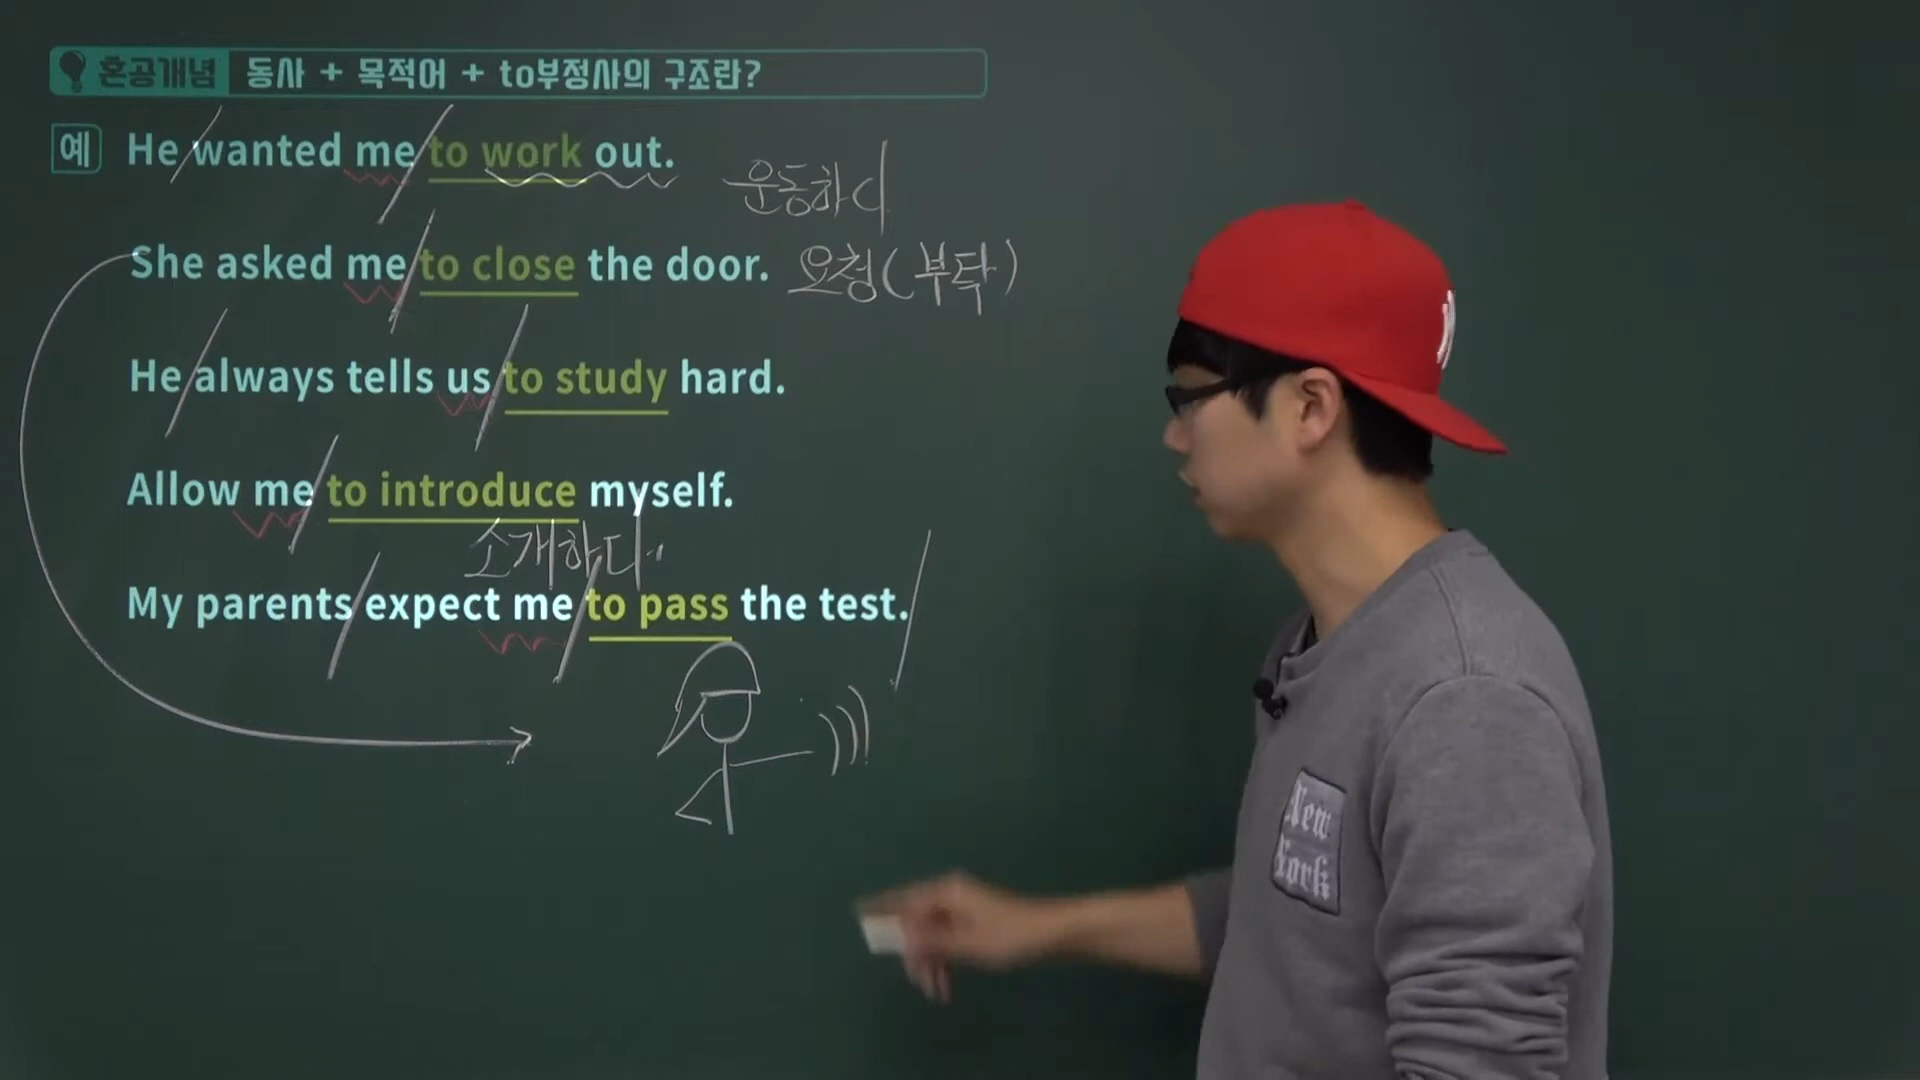 혼공개념 동사 + 목적어 + to부정사의 구조란?
예 He wanted me to work out.
운동하다
She asked me to close the door. 요청(부탁)
He always tells us to study hard.
Allow me to introduce myself.
소개하다
My parents expect me to pass the test.
New
York